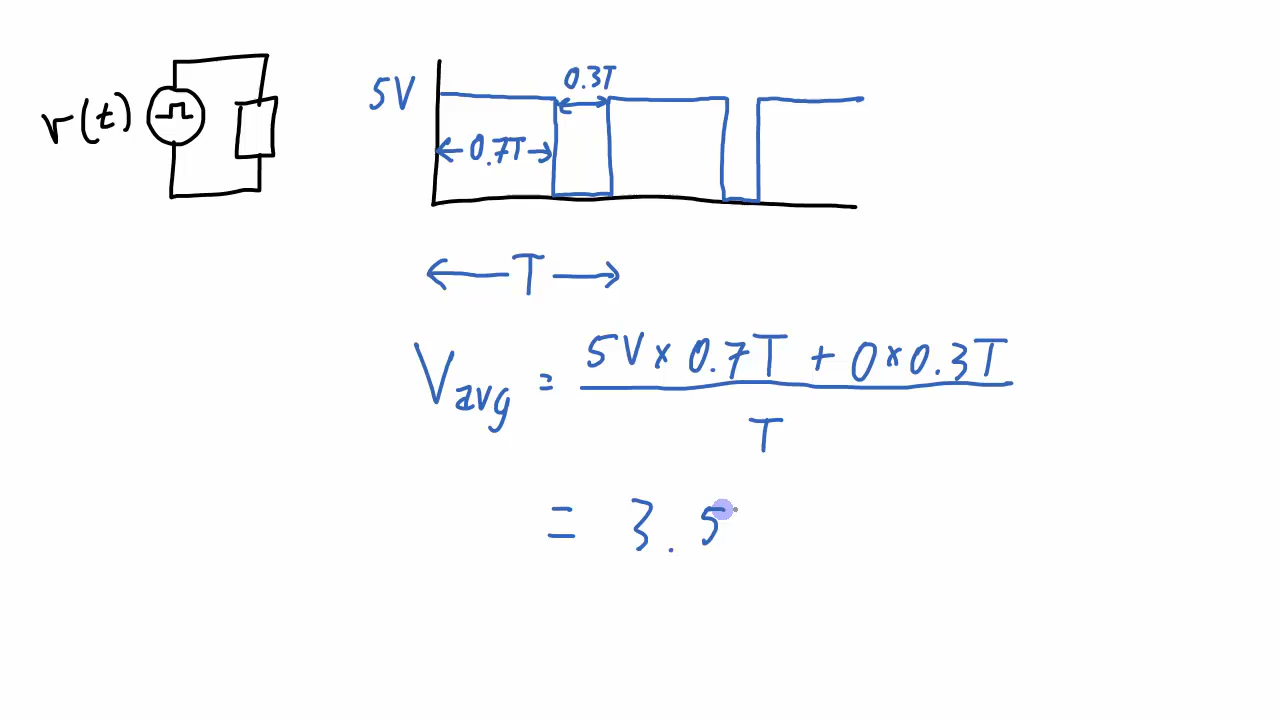 v(t)
5V
0.3T
0.7T
T
Vavg = 5V × 0.7T + 0 × 0.3T
T
= 3.5